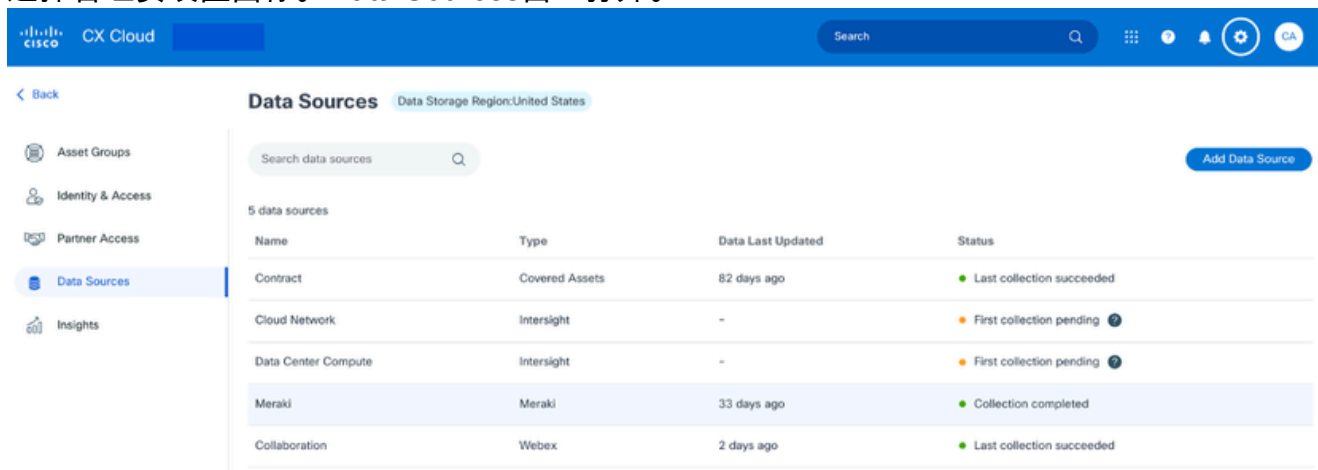 cisco CX Cloud Search CA
Back
Data Sources Data Storage Region:United States
Asset Groups
Search data sources Add Data Source
Identity & Access
5 data sources
Partner Access
Name Type Data Last Updated Status
Data Sources
Contract Covered Assets 82 days ago Last collection succeeded
Insights
Cloud Network Intersight - First collection pending ?
Data Center Compute Intersight - First collection pending ?
Meraki Meraki 33 days ago Collection completed
Collaboration Webex 2 days ago Last collection succeeded